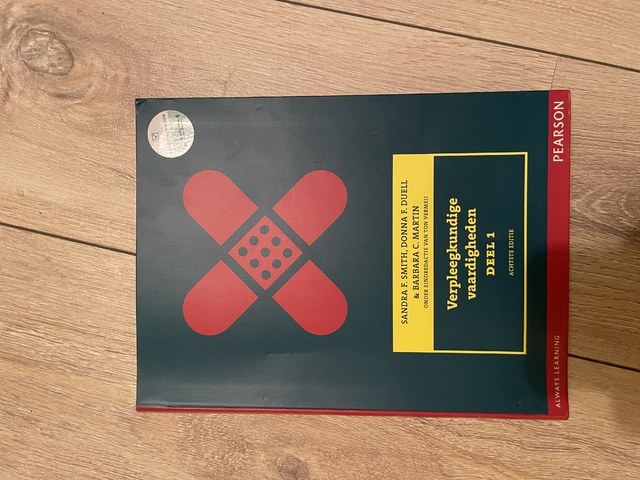 SANDRA F. SMITH, DONNA F. DUELL
& BARBARA C. MARTIN
ONDER EINDREDACTIE VAN TON VERMEIJ
Verpleegkundige
vaardigheden
DEEL 1
ACHTSTE EDITIE
ALWAYS LEARNING
PEARSON